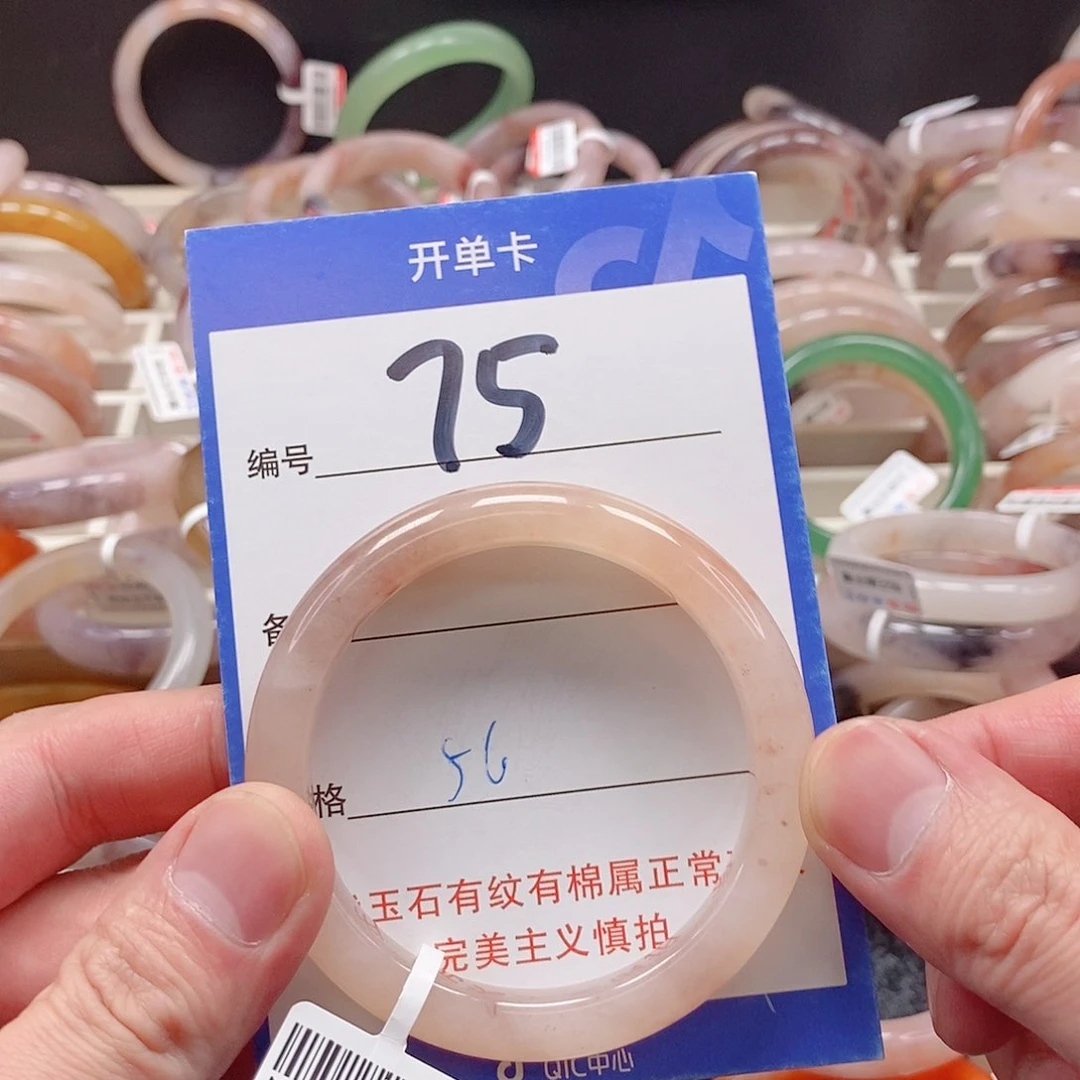 开单卡
编号 75
备
格 56
玉石有纹有棉属正常
完美主义慎拍
QIC中心